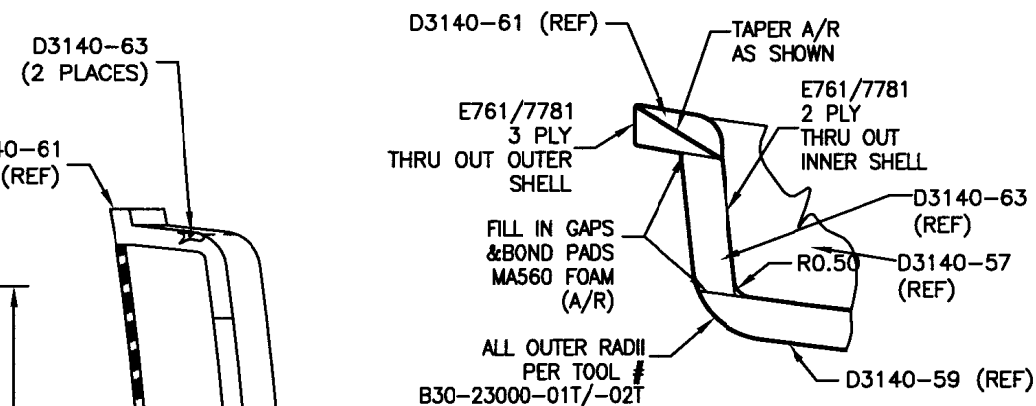 D3140-63
(2 PLACES)
40-61
(REF)
D3140-61 (REF)
TAPER A/R
AS SHOWN
E761/7781
3 PLY
THRU OUT OUTER
SHELL
E761/7781
2 PLY
THRU OUT
INNER SHELL
FILL IN GAPS
&BOND PADS
MA560 FOAM
(A/R)
D3140-63
(REF)
R0.50
D3140-57
(REF)
ALL OUTER RADII
PER TOOL #
B30-23000-01T/-02T
D3140-59 (REF)